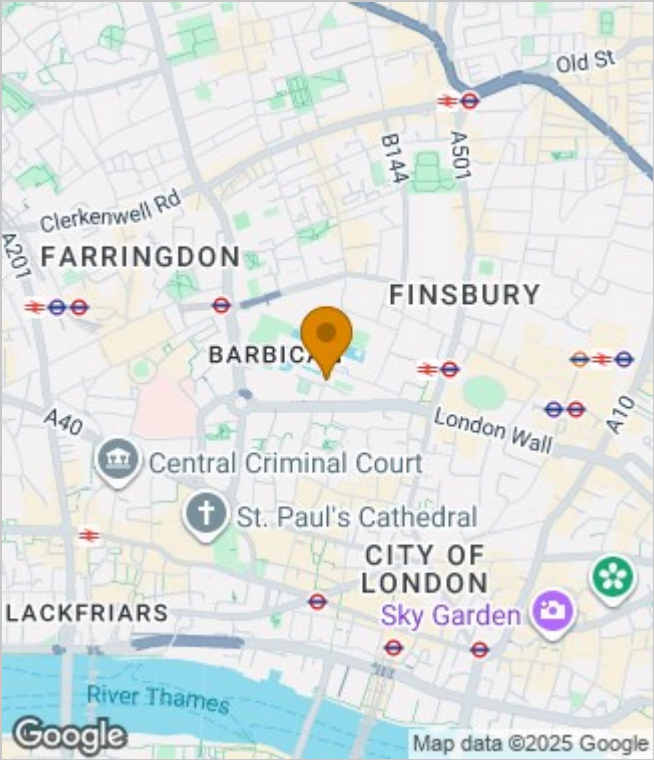 Old St
B144
A501
Clerkenwell Rd
A201
FARRINGDON
FINSBURY
BARBICA
London Wall
A10
A40
Central Criminal Court
St. Paul's Cathedral
CITY OF
LONDON
LACKFRIARS
Sky Garden
River Thames
Google
Map data ©2025 Google